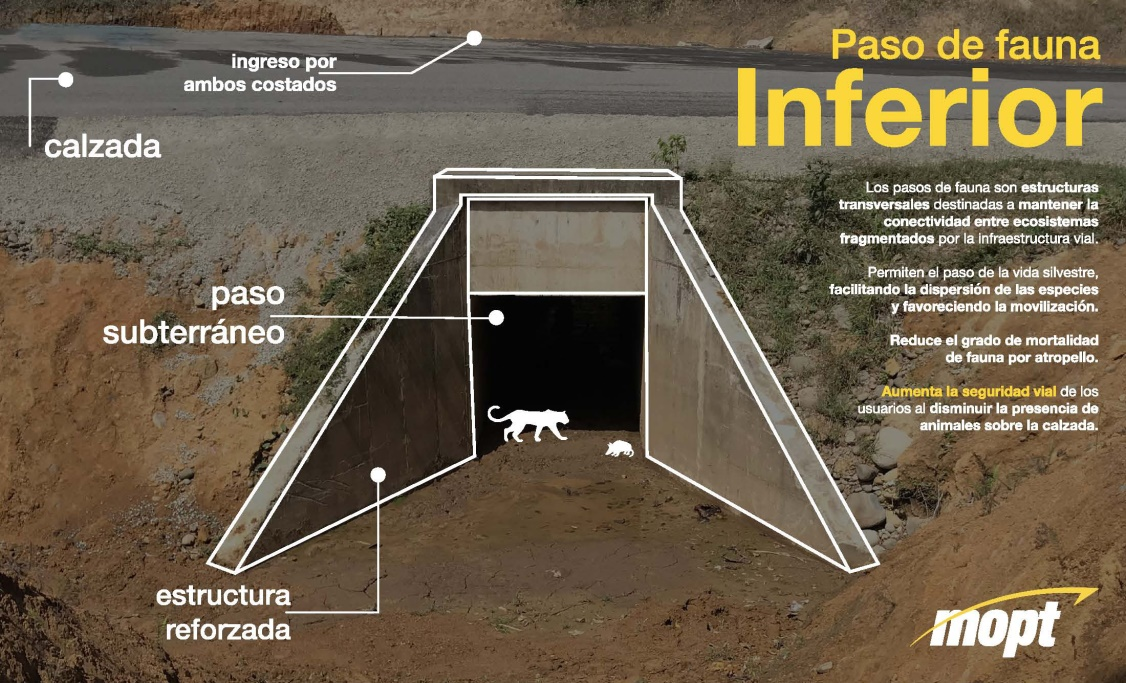 Paso de fauna
Inferior
ingreso por
ambos costados
calzada
Los pasos de fauna son estructuras
transversales destinadas a mantener la
conectividad entre ecosistemas
fragmentados por la infraestructura vial.
Permiten el paso de la vida silvestre,
facilitando la dispersión de las especies
y favoreciendo la movilización.
Reduce el grado de mortalidad
de fauna por atropello.
Aumenta la seguridad vial de los
usuarios al disminuir la presencia de
animales sobre la calzada.
paso
subterráneo
estructura
reforzada
mopt